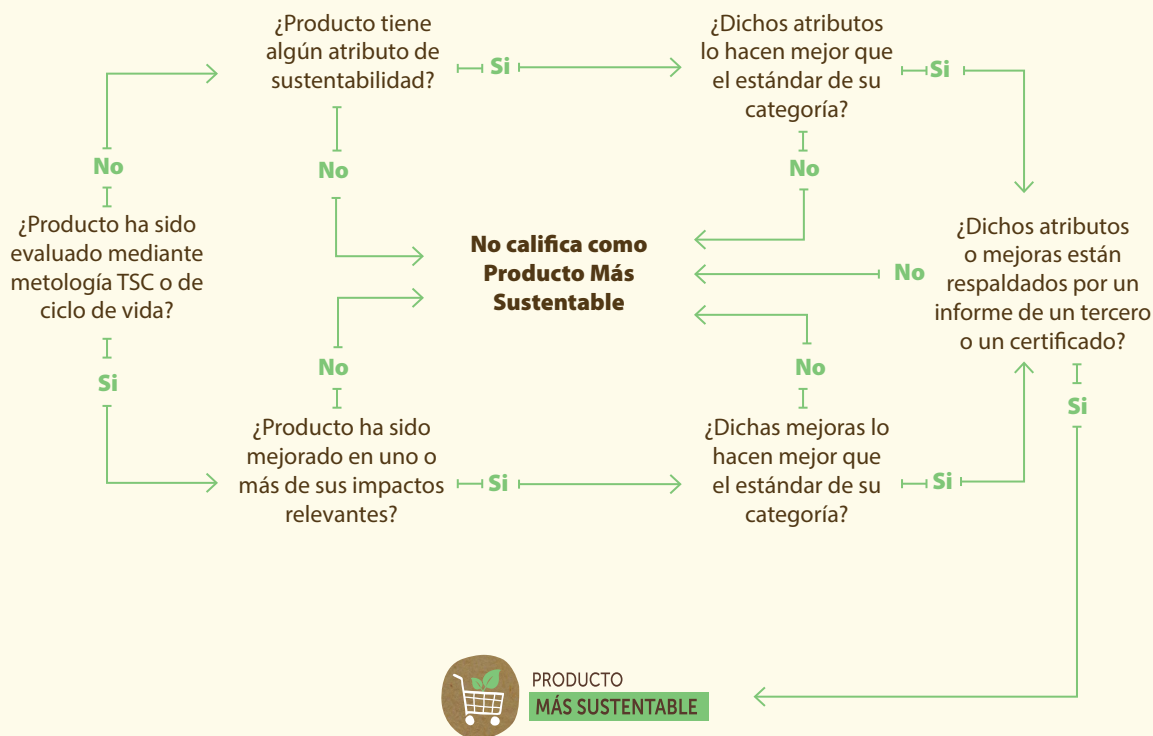 ¿Producto tiene
algún atributo de
sustentabilidad?
Si
¿Dichos atributos
lo hacen mejor que
el estándar de su
categoría?
Si
No
No
No
¿Producto ha sido
evaluado mediante
metología TSC o de
ciclo de vida?
No califica como
Producto Más
Sustentable
No
¿Dichos atributos
o mejoras están
respaldados por un
informe de un tercero
o un certificado?
Si
No
No
Si
¿Producto ha sido
mejorado en uno o
más de sus impactos
relevantes?
Si
¿Dichas mejoras lo
hacen mejor que
el estándar de su
categoría?
Si
PRODUCTO
MÁS SUSTENTABLE